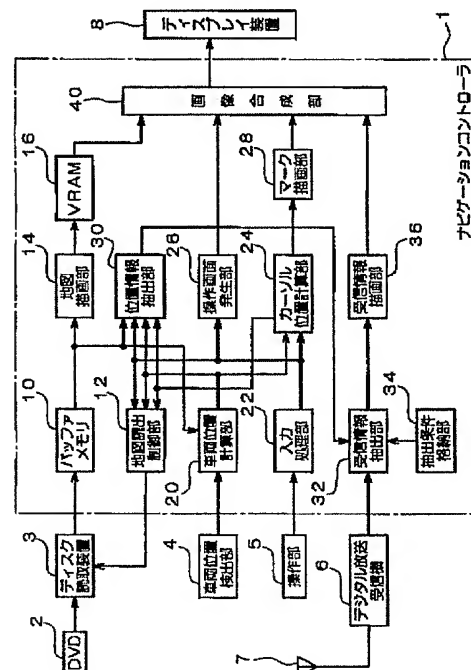 8
ディスプレイ装置
1
40
画像合成部
16
VRAM
28
マーク描画部
14
地図描画部
30
位置情報抽出部
26
操作画面発生部
24
カーソル位置計算部
36
受信情報描画部
10
バッファメモリ
12
地図読出制御部
20
車両位置計算部
22
入力処理部
32
受信情報抽出部
34
抽出条件格納部
3
ディスク読取装置
4
車両位置検出部
5
操作部
6
デジタル放送受信機
2
DVD
7
ナビゲーションコントローラ